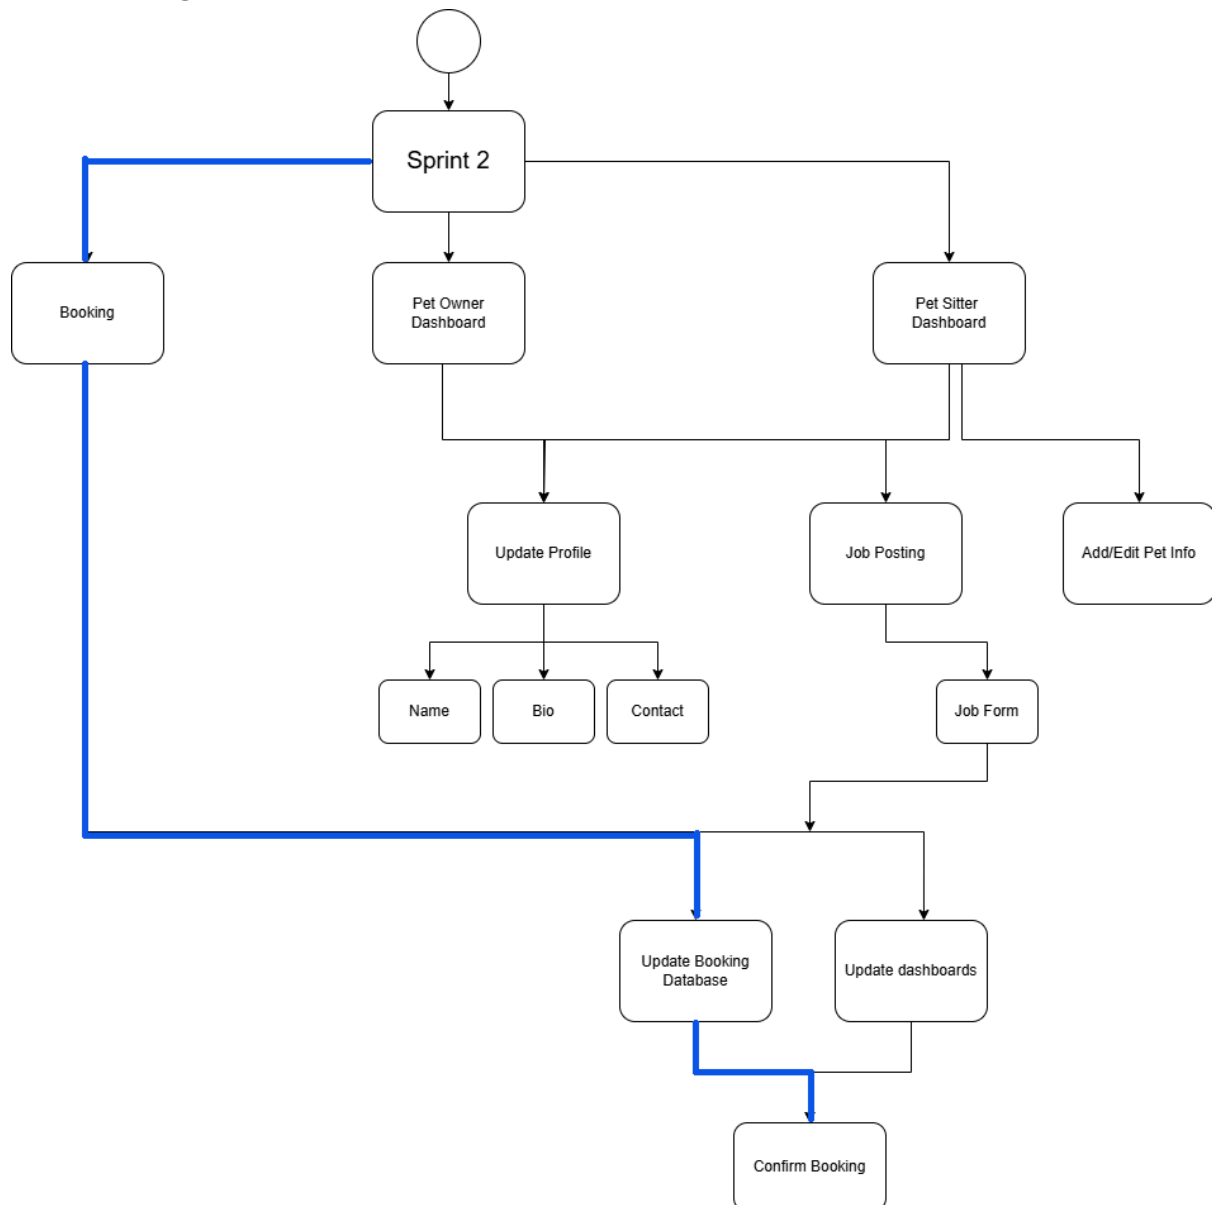 Sprint 2
Booking
Pet Owner
Dashboard
Pet Sitter
Dashboard
Update Profile
Job Posting
Add/Edit Pet Info
Name
Bio
Contact
Job Form
Update Booking
Database
Update dashboards
Confirm Booking